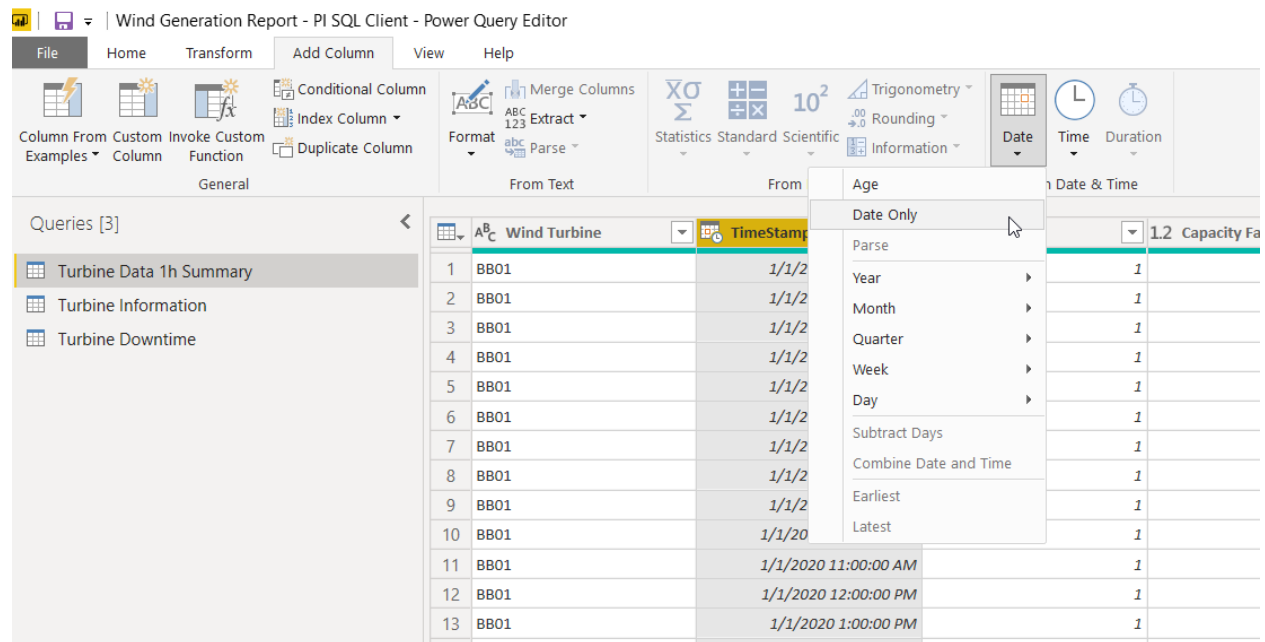 Wind Generation Report - PI SQL Client - Power Query Editor
File Home Transform Add Column View Help
Column From Examples
Custom Column
Invoke Custom Function
Conditional Column
Index Column
Duplicate Column
General
ABC
Format
Merge Columns
ABC 123 Extract
abc Parse
From Text
XΟƒ Σ
Statistics
Standard
10²
Scientific
Trigonometry
.00 →.0 Rounding
Information
From
Date
Time
Duration
Date & Time
Age
Date Only
Parse
Year
Month
Quarter
Week
Day
Subtract Days
Combine Date and Time
Earliest
Latest
Queries [3]
Turbine Data 1h Summary
Turbine Information
Turbine Downtime
ABC Wind Turbine TimeStamp 1.2 Capacity Fa
1 BB01 1/1/2 1
2 BB01 1/1/2 1
3 BB01 1/1/2 1
4 BB01 1/1/2 1
5 BB01 1/1/2 1
6 BB01 1/1/2 1
7 BB01 1/1/2 1
8 BB01 1/1/2 1
9 BB01 1/1/2 1
10 BB01 1/1/20 1
11 BB01 1/1/2020 11:00:00 AM 1
12 BB01 1/1/2020 12:00:00 PM 1
13 BB01 1/1/2020 1:00:00 PM 1